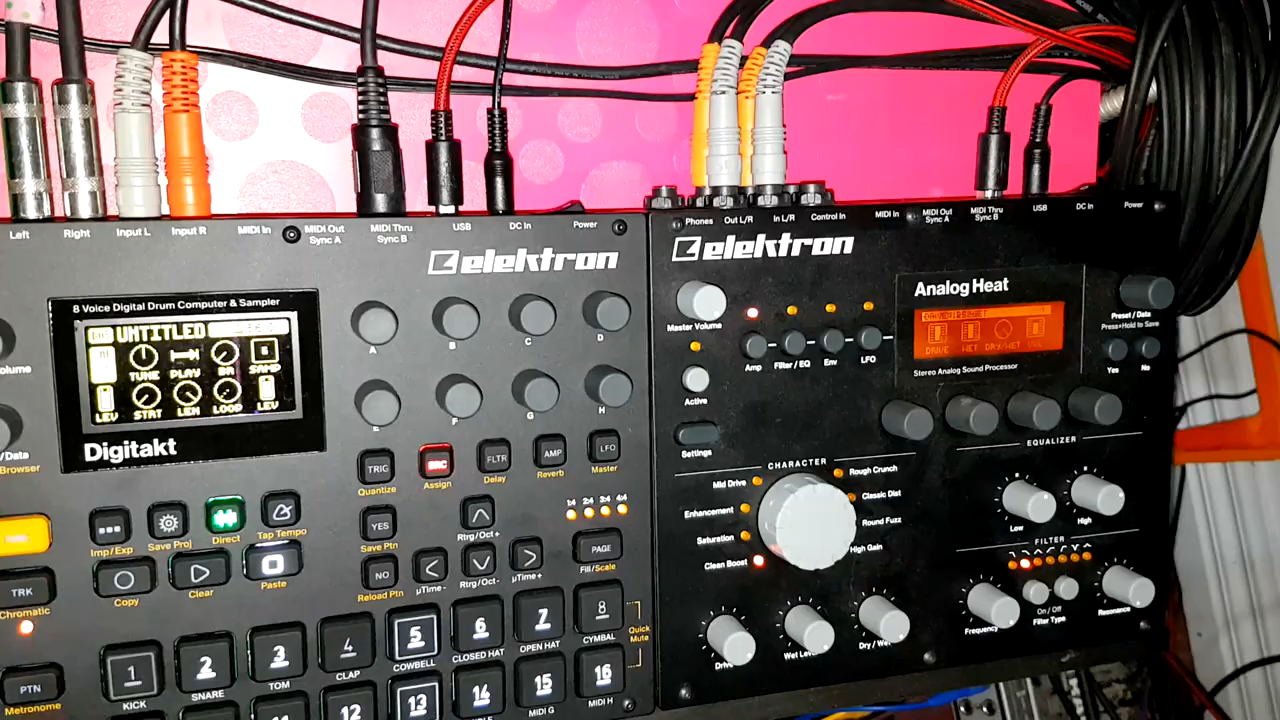 Left Right Input L Input R MIDI In MIDI Out Sync A MIDI Thru Sync B USB DC In Power
elektron
8 Voice Digital Drum Computer & Sampler
UNTITLED
TUNE PLAY BR SAMP
LEV STRT LEN LOOP LEV
Digitakt
olume
/Data
Browser
A B C D
E F G H
TRIG SRC FLTR AMP LFO
Quantize Assign Delay Reverb Master
Imp/Exp Save Proj Direct Tap Tempo
YES
Save Ptn
Rtrg/Oct+
1:4 2:4 3:4 4:4
PAGE
Fill/Scale
Copy Clear Paste
NO
Reload Ptn
µTime- Rtrg/Oct- µTime+
TRK
Chromatic
PTN
Metronome
1 2 3 4 5 6 7 8
KICK SNARE TOM CLAP COWBELL CLOSED HAT OPEN HAT CYMBAL
Quick
Mute
11 12 13 14 15 16
MIDI G MIDI H
Phones Out L/R In L/R Control In MIDI In MIDI Out Sync A MIDI Thru Sync B USB DC In Power
elektron
Analog Heat
Master Volume
Amp Filter / EQ Env LFO
DRIVE WET DRY/WET
Stereo Analog Sound Processor
Preset / Data
Press+Hold to Save
Yes No
Active
Settings
CHARACTER
Mid Drive
Enhancement
Saturation
Clean Boost
Rough Crunch
Classic Dist
Round Fuzz
High Gain
EQUALIZER
Low High
FILTER
Frequency
On / Off
Filter Type
Resonance
Drive Wet Level Dry / Wet